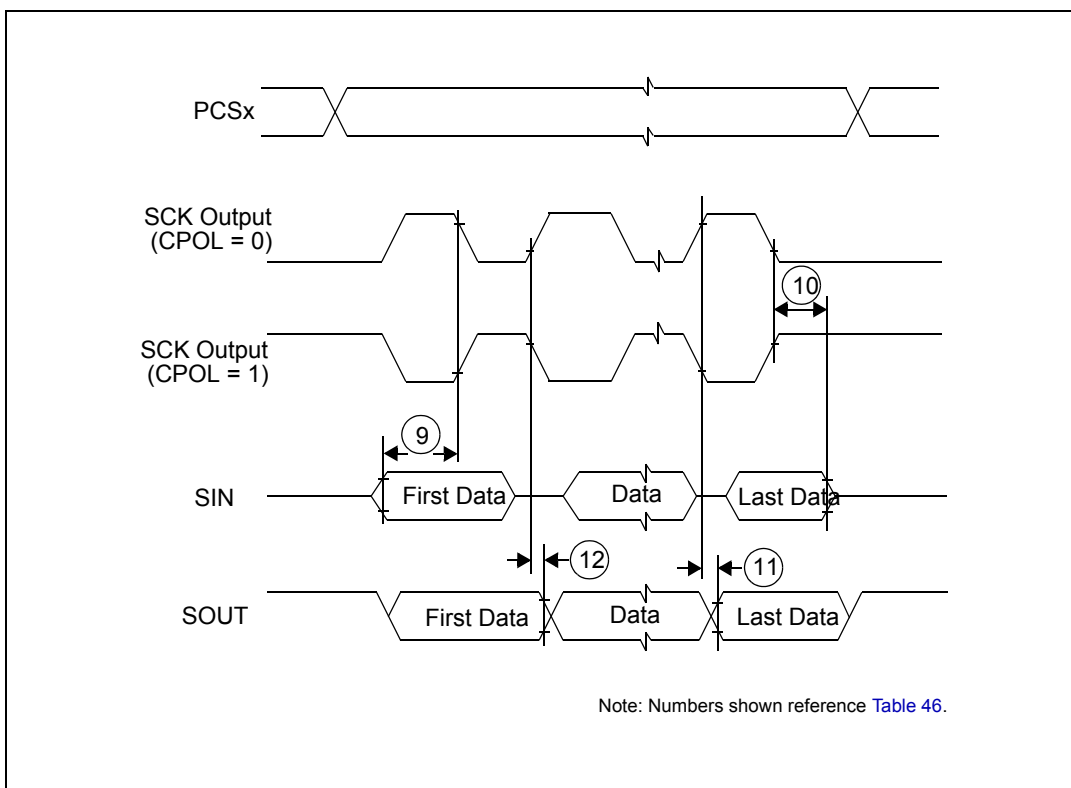 PCSx
SCK Output
(CPOL = 0)
10
SCK Output
(CPOL = 1)
9
SIN
First Data
Data
Last Data
12
11
SOUT
First Data
Data
Last Data
Note: Numbers shown reference Table 46.